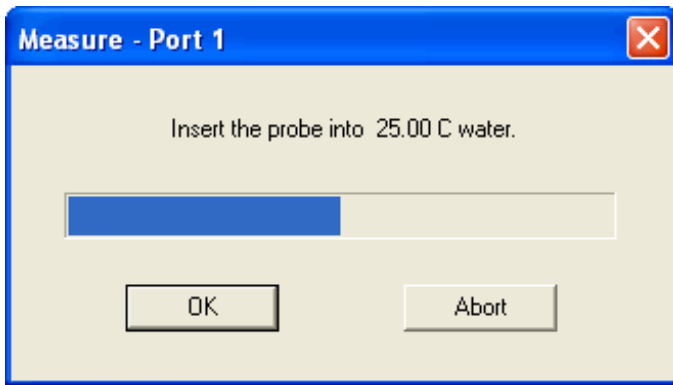 Measure - Port 1
Insert the probe into  25.00 C water.
OK
Abort